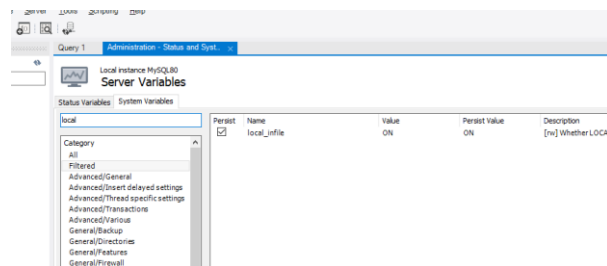 Server Tools Scripting Help
Query 1 Administration - Status and Syst..
Local instance MySQL80
Server Variables
Status Variables System Variables
local
Category
All
Filtered
Advanced/General
Advanced/Insert delayed settings
Advanced/Thread specific settings
Advanced/Transactions
Advanced/Various
General/Backup
General/Directories
General/Features
General/Firewall
Persist Name Value Persist Value Description
local_infile ON ON [rw] Whether LOCA